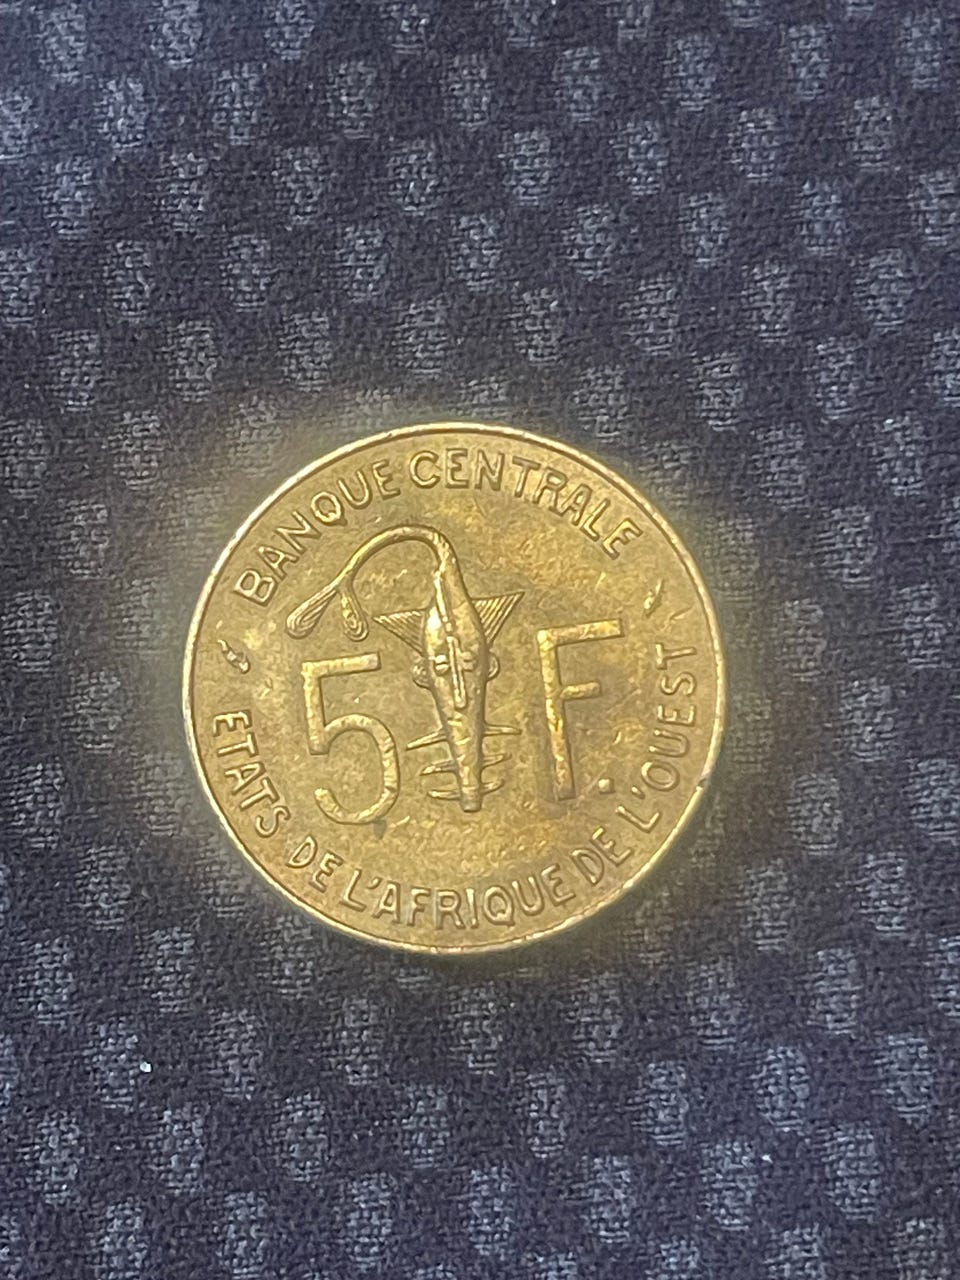 BANQUE CENTRALE
5 F.
ETATS DE L'AFRIQUE DE L'OUEST